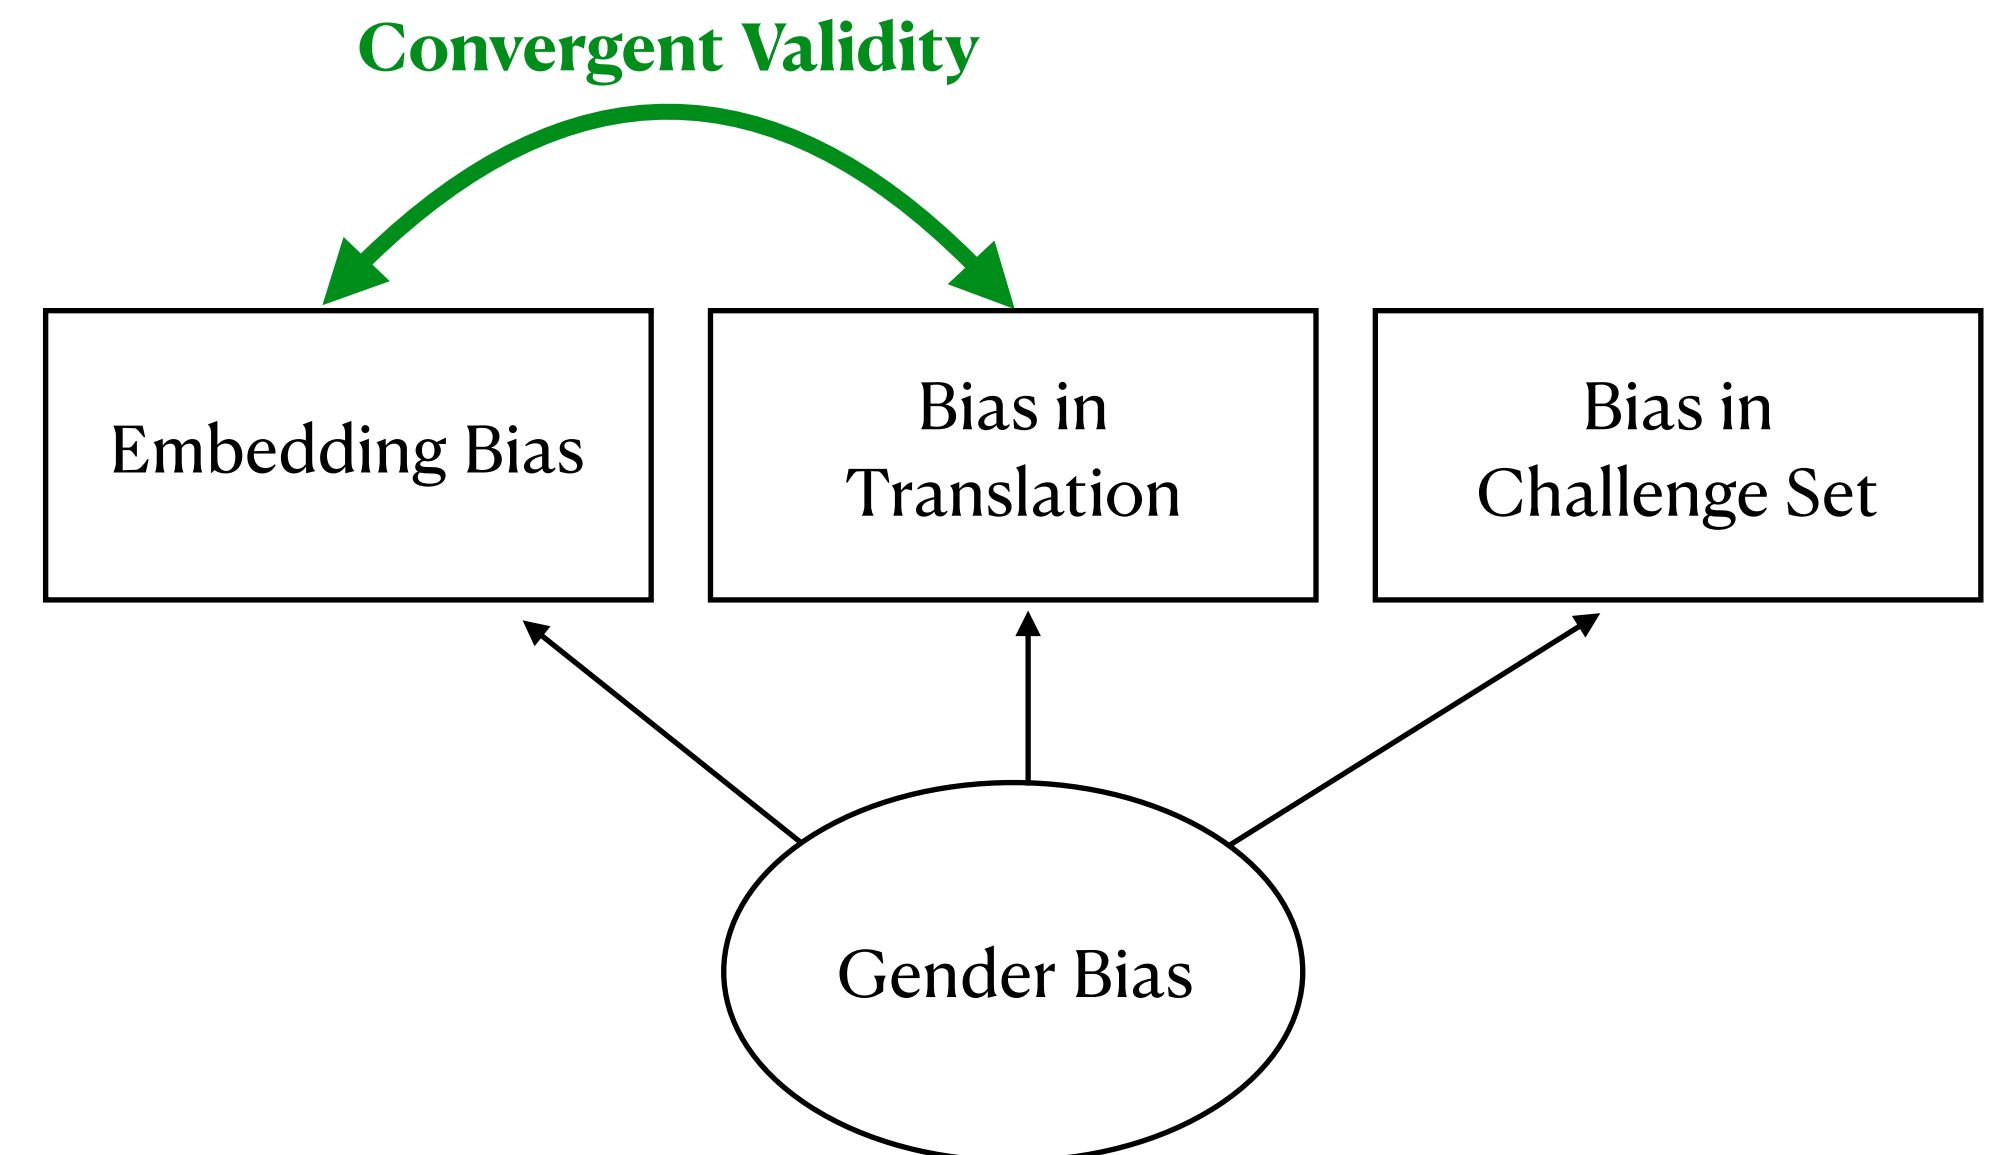 Convergent Validity
Embedding Bias
Bias in
Translation
Bias in
Challenge Set
Gender Bias